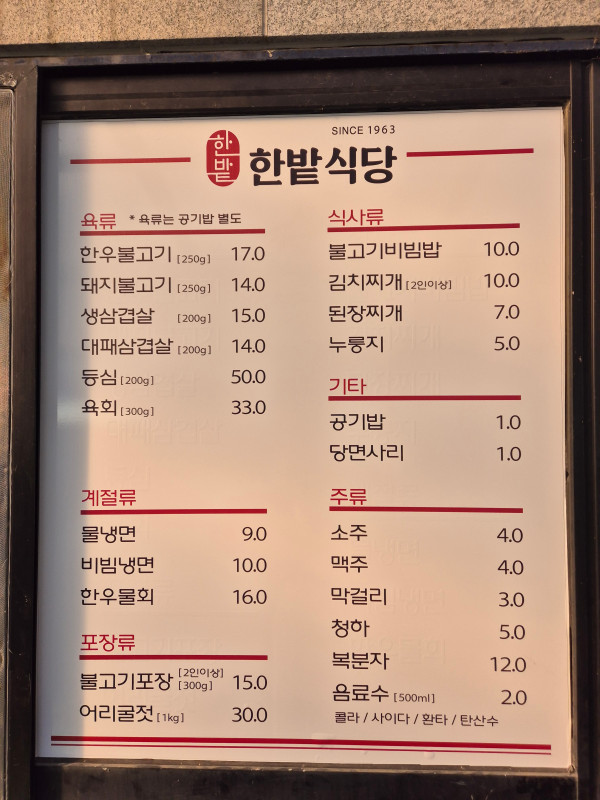 SINCE 1963
한밭
한밭식당
육류 * 육류는 공기밥 별도
한우불고기 [250g] 17.0
돼지불고기 [250g] 14.0
생삼겹살 [200g] 15.0
대패삼겹살 [200g] 14.0
등심 [200g] 50.0
육회 [300g] 33.0
계절류
물냉면 9.0
비빔냉면 10.0
한우물회 16.0
포장류
불고기포장 [2인이상] [300g] 15.0
어리굴젓 [1kg] 30.0
식사류
불고기비빔밥 10.0
김치찌개 [2인이상] 10.0
된장찌개 7.0
누룽지 5.0
기타
공기밥 1.0
당면사리 1.0
주류
소주 4.0
맥주 4.0
막걸리 3.0
청하 5.0
복분자 12.0
음료수 [500ml] 2.0
콜라 / 사이다 / 환타 / 탄산수